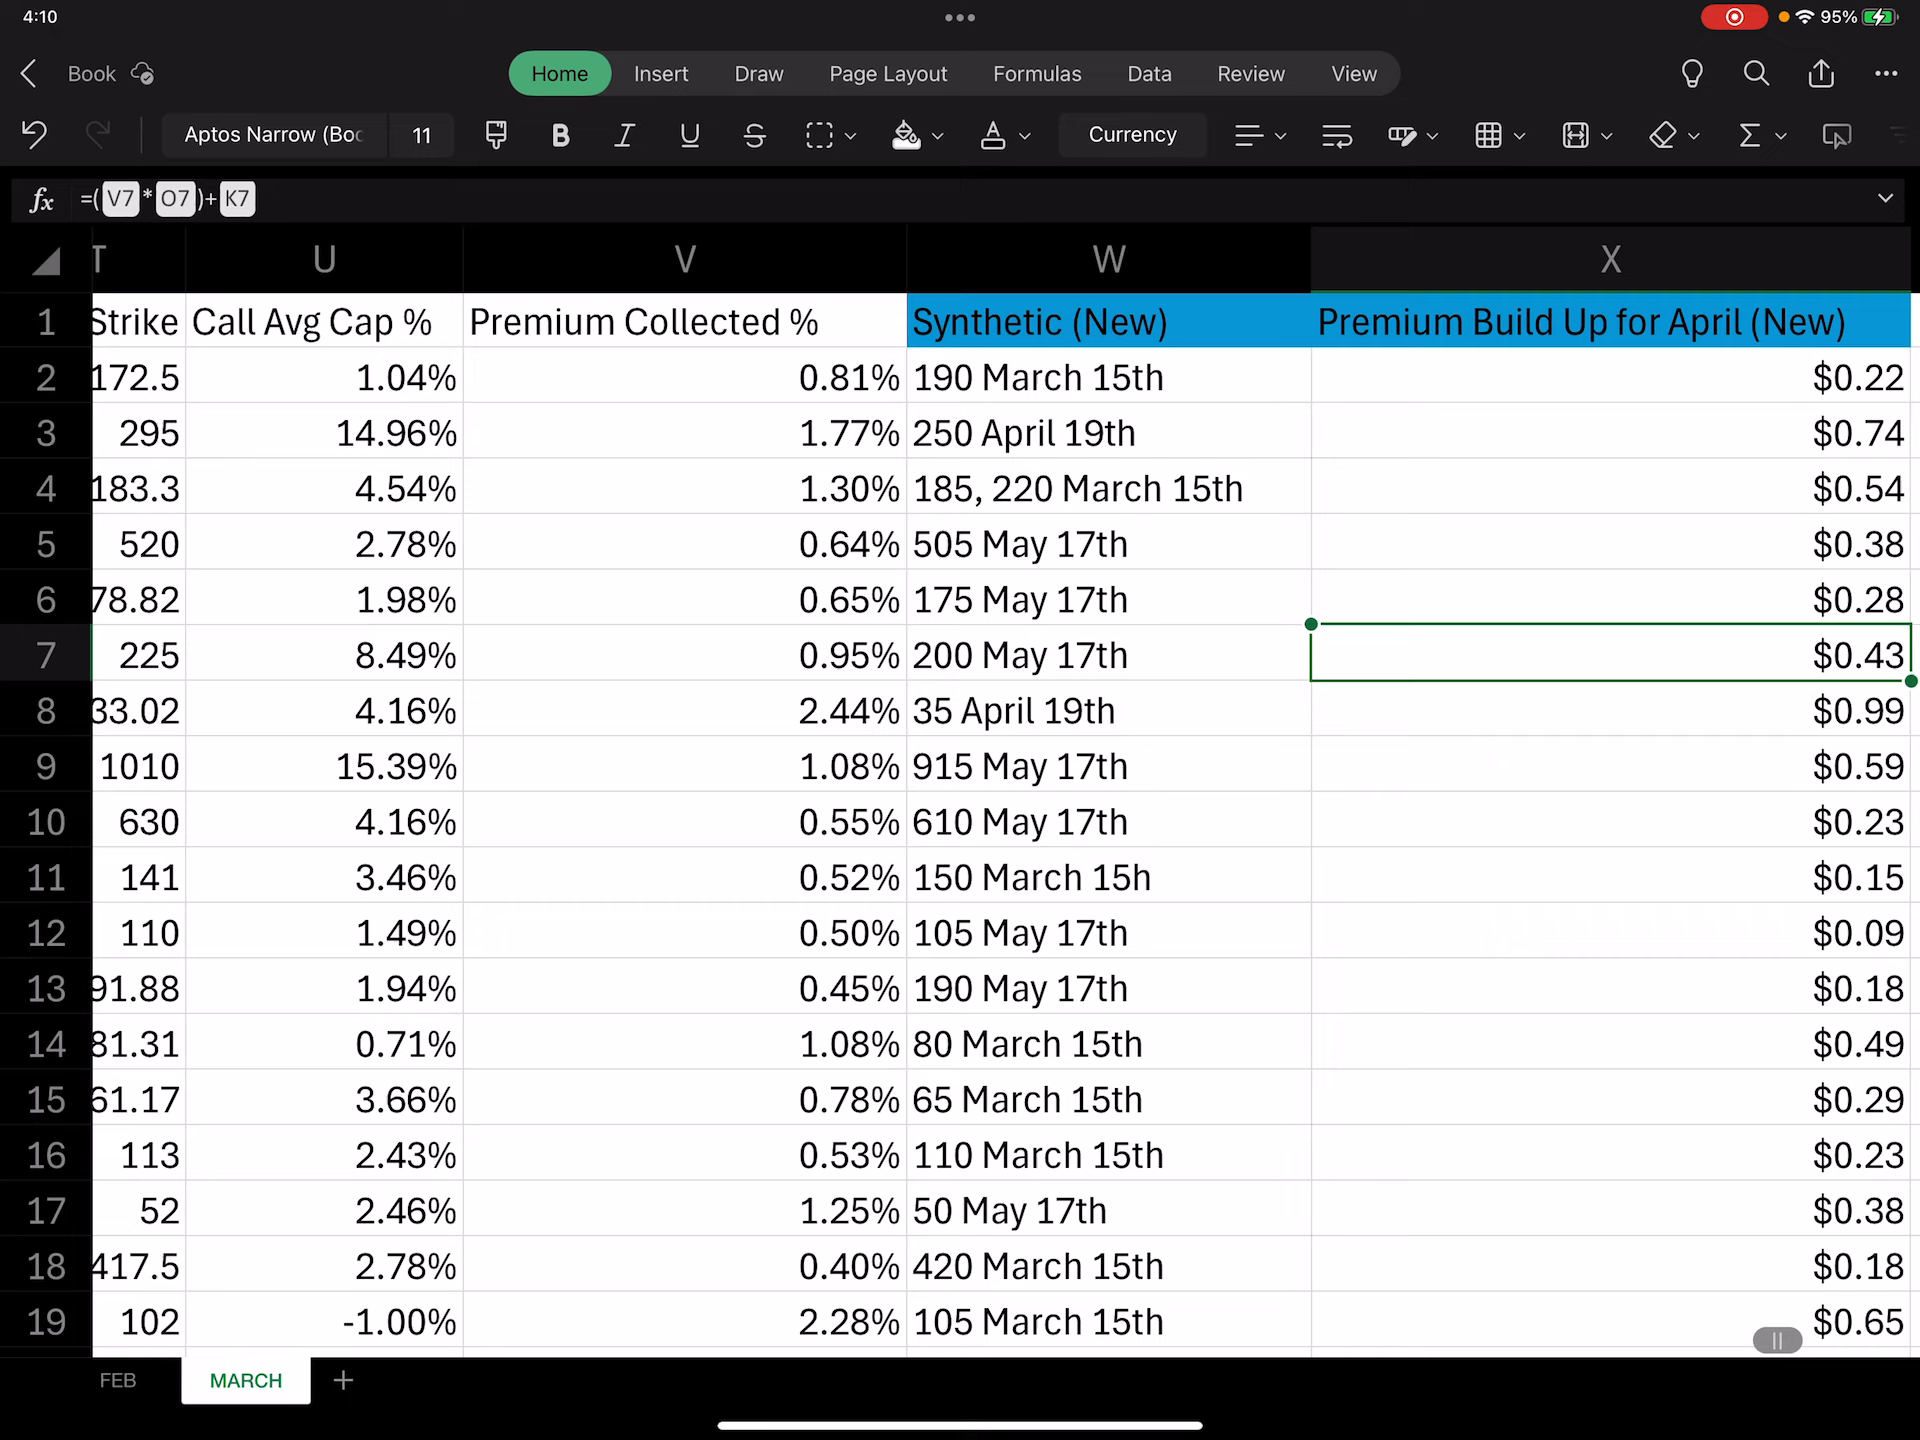 4:10
95%
Book
Home Insert Draw Page Layout Formulas Data Review View
Aptos Narrow (Boc 11 B I U S A Currency Σ
fx =( V7 * O7 )+ K7
T U V W X
1 Strike Call Avg Cap % Premium Collected % Synthetic (New) Premium Build Up for April (New)
2 172.5 1.04% 0.81% 190 March 15th $0.22
3 295 14.96% 1.77% 250 April 19th $0.74
4 183.3 4.54% 1.30% 185, 220 March 15th $0.54
5 520 2.78% 0.64% 505 May 17th $0.38
6 78.82 1.98% 0.65% 175 May 17th $0.28
7 225 8.49% 0.95% 200 May 17th $0.43
8 33.02 4.16% 2.44% 35 April 19th $0.99
9 1010 15.39% 1.08% 915 May 17th $0.59
10 630 4.16% 0.55% 610 May 17th $0.23
11 141 3.46% 0.52% 150 March 15h $0.15
12 110 1.49% 0.50% 105 May 17th $0.09
13 91.88 1.94% 0.45% 190 May 17th $0.18
14 81.31 0.71% 1.08% 80 March 15th $0.49
15 61.17 3.66% 0.78% 65 March 15th $0.29
16 113 2.43% 0.53% 110 March 15th $0.23
17 52 2.46% 1.25% 50 May 17th $0.38
18 417.5 2.78% 0.40% 420 March 15th $0.18
19 102 -1.00% 2.28% 105 March 15th $0.65
FEB MARCH +